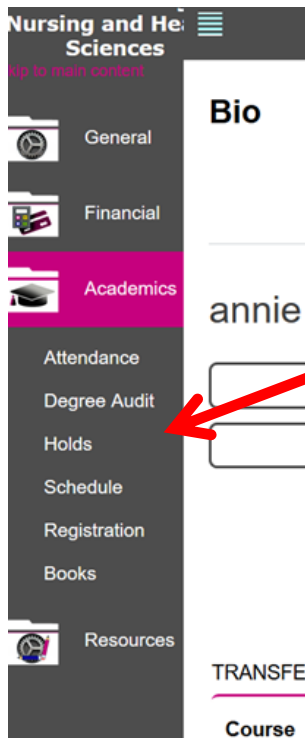 Nursing and Hea
Sciences
kip to main content
General
Financial
Academics
Attendance
Degree Audit
Holds
Schedule
Registration
Books
Resources
Bio
annie
TRANSFE
Course